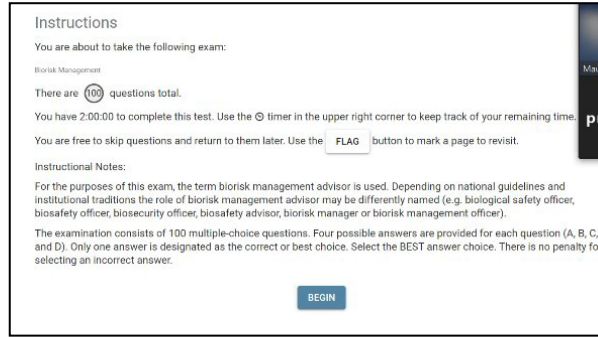 Instructions
You are about to take the following exam:
Biorisk Management
There are 100 questions total.
You have 2:00:00 to complete this test. Use the timer in the upper right corner to keep track of your remaining time.
You are free to skip questions and return to them later. Use the FLAG button to mark a page to revisit.
Instructional Notes:
For the purposes of this exam, the term biorisk management advisor is used. Depending on national guidelines and
institutional traditions the role of biorisk management advisor may be differently named (e.g. biological safety officer,
biosafety officer, biosecurity officer, biosafety advisor, biorisk manager or biorisk management officer).
The examination consists of 100 multiple-choice questions. Four possible answers are provided for each question (A, B, C,
and D). Only one answer is designated as the correct or best choice. Select the BEST answer choice. There is no penalty fo
selecting an incorrect answer.
BEGIN